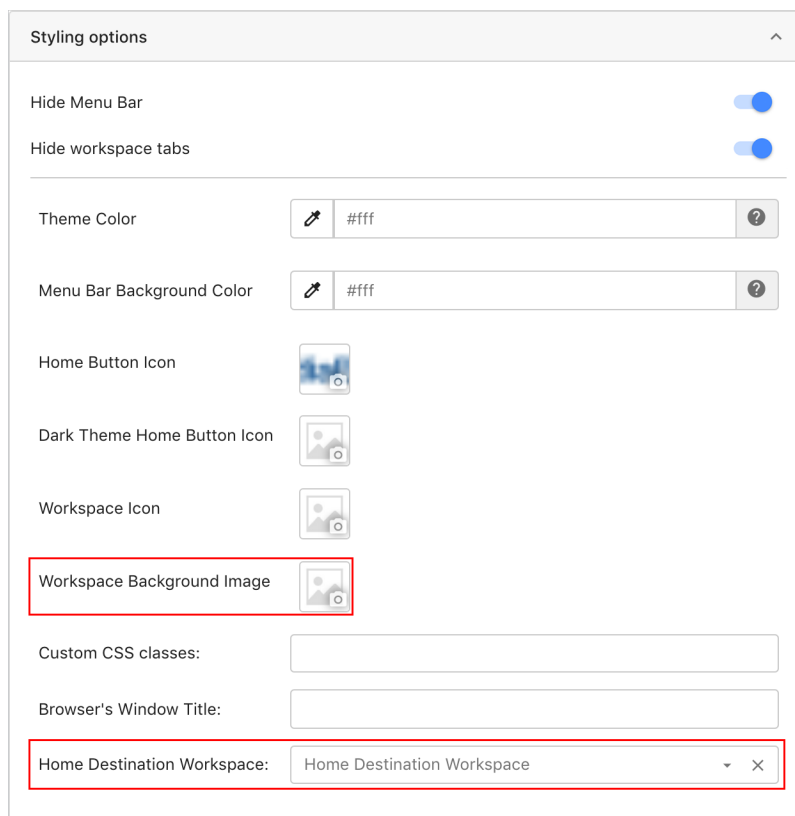 Styling options
Hide Menu Bar
Hide workspace tabs
Theme Color
#fff
Menu Bar Background Color
#fff
Home Button Icon
Dark Theme Home Button Icon
Workspace Icon
Workspace Background Image
Custom CSS classes:
Browser's Window Title:
Home Destination Workspace:
Home Destination Workspace